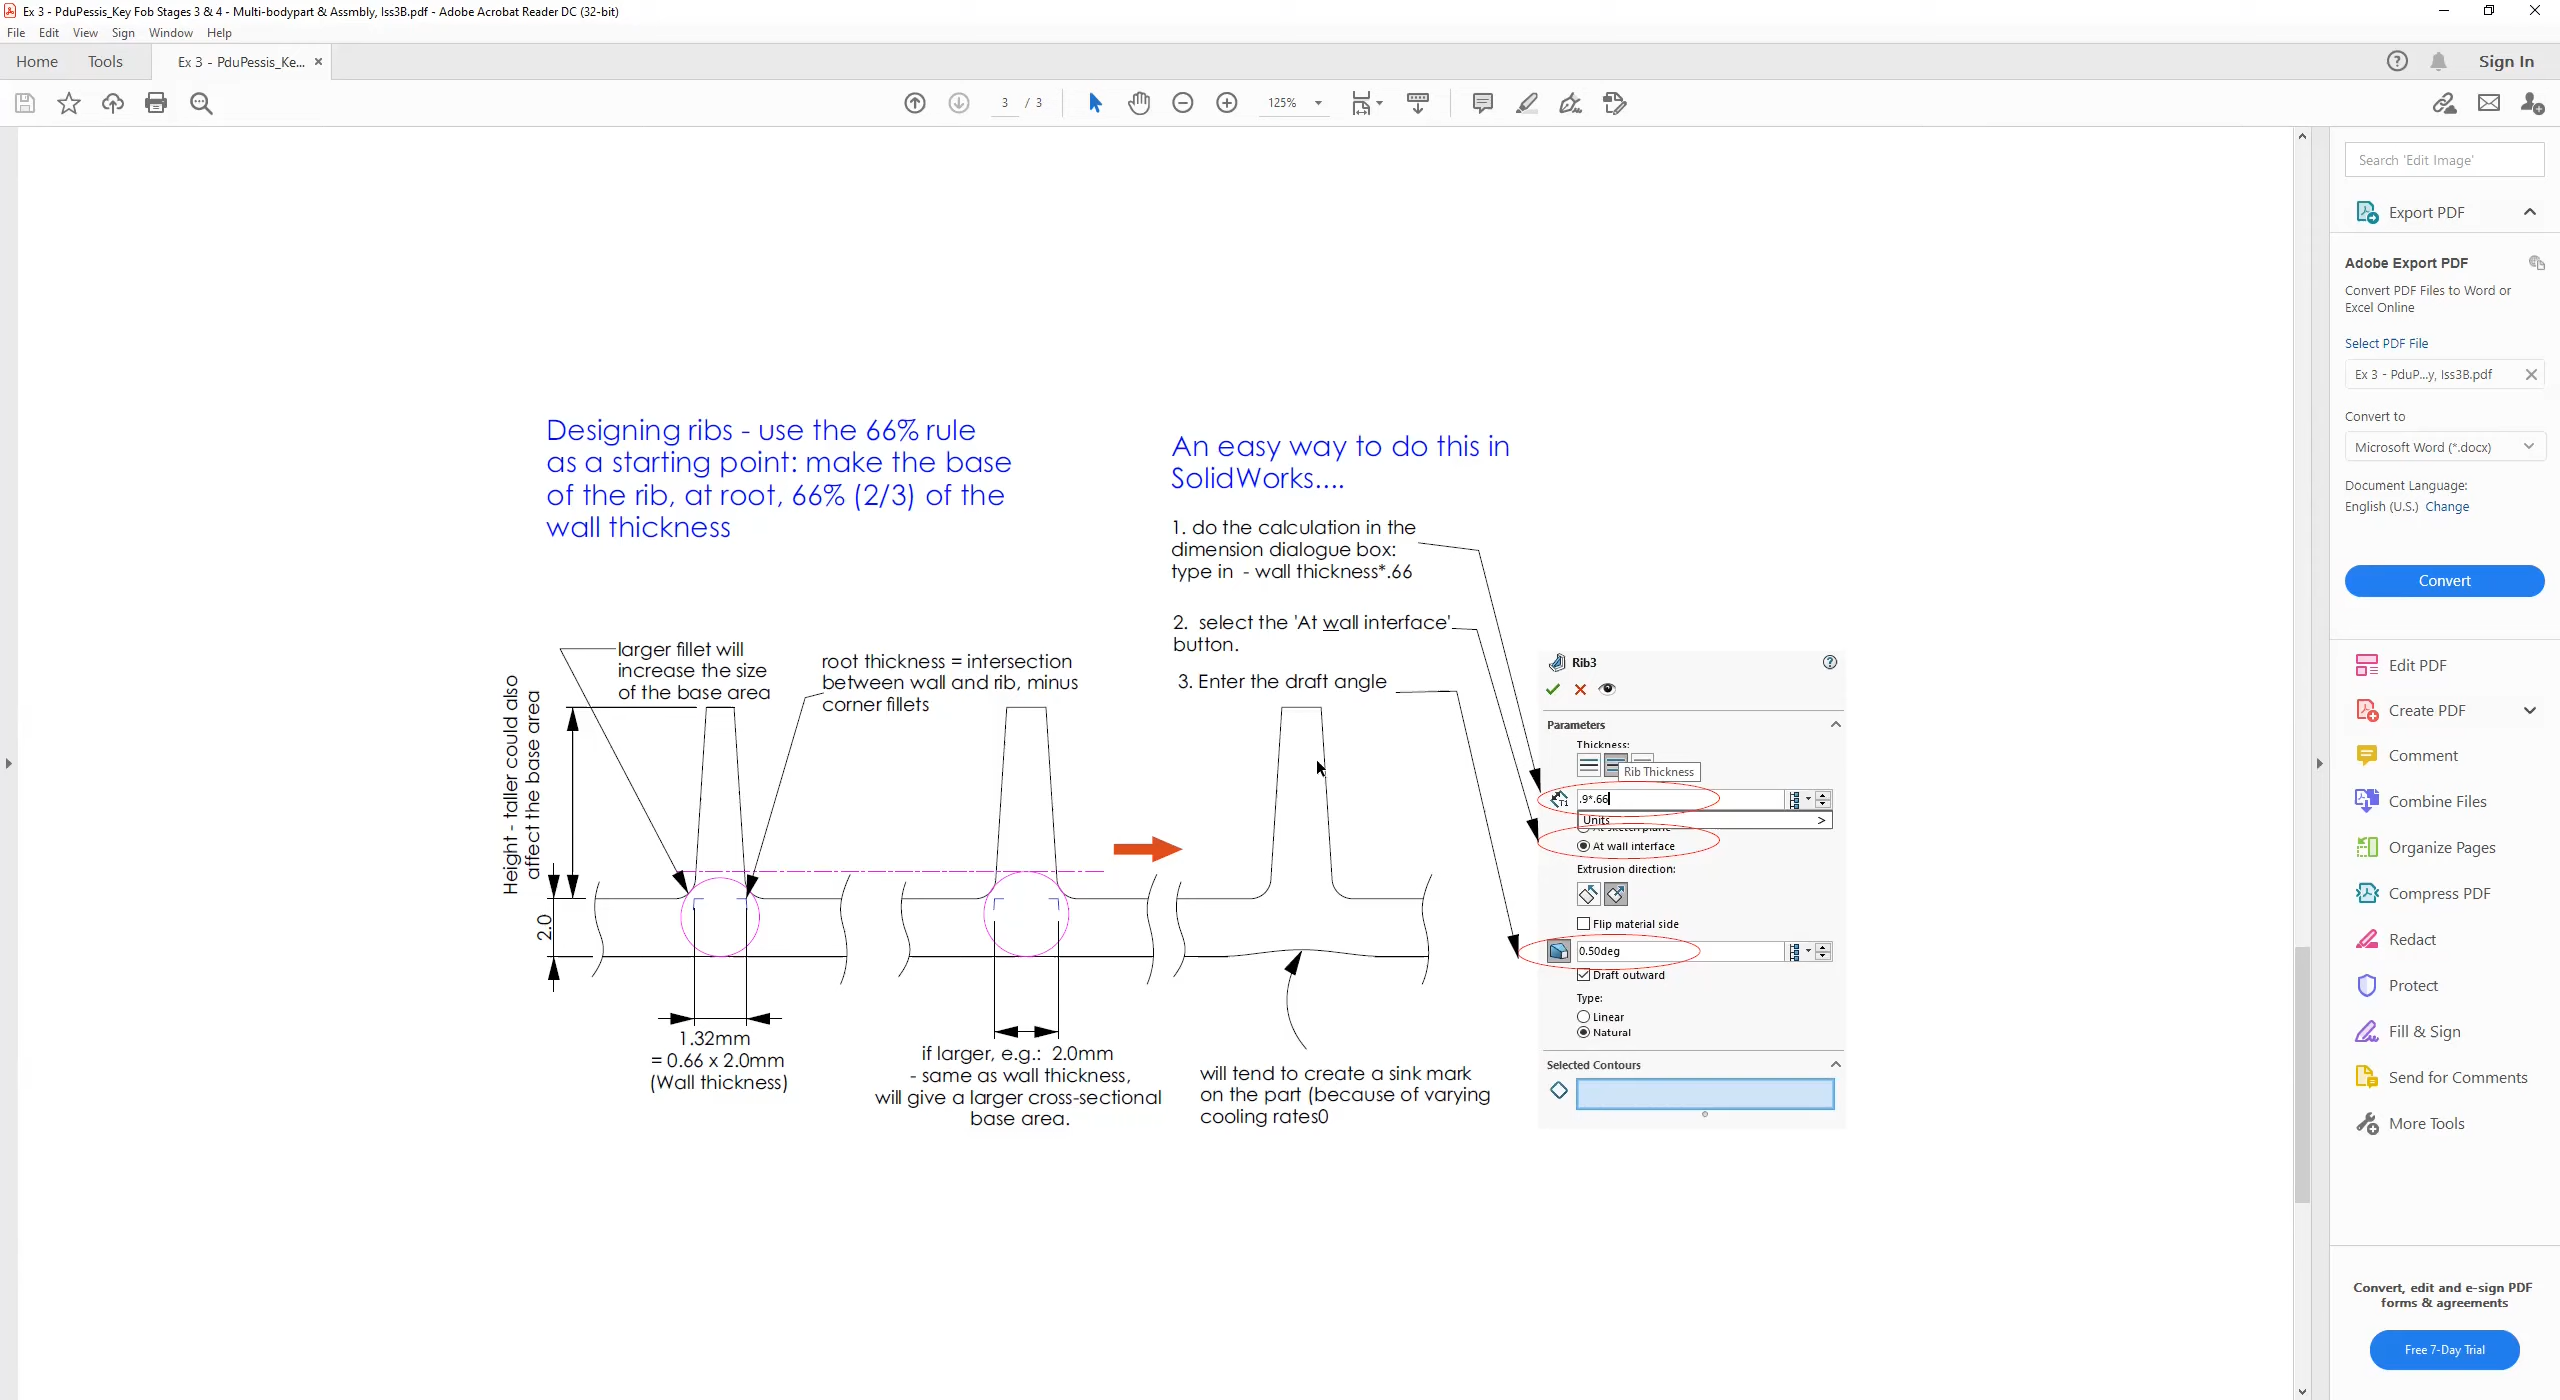 Ex 3 - PduPessis_Key Fob Stages 3 & 4 - Multi-bodypart & Assmbly, Iss3B.pdf - Adobe Acrobat Reader DC (32-bit)
File Edit View Sign Window Help
Home Tools Ex 3 - PduPessis_Ke... × Sign In
3 / 3 125%
Search 'Edit Image'
Export PDF
Adobe Export PDF
Convert PDF Files to Word or
Excel Online
Select PDF File
Ex 3 - PduP...y, Iss3B.pdf
Convert to
Microsoft Word (*.docx)
Document Language:
English (U.S.) Change
Convert
Edit PDF
Create PDF
Comment
Combine Files
Organize Pages
Compress PDF
Redact
Protect
Fill & Sign
Send for Comments
More Tools
Convert, edit and e-sign PDF
forms & agreements
Free 7-Day Trial
Designing ribs - use the 66% rule
as a starting point: make the base
of the rib, at root, 66% (2/3) of the
wall thickness
An easy way to do this in
SolidWorks....
1. do the calculation in the
dimension dialogue box:
type in - wall thickness*.66
2. select the 'At wall interface'
button.
3. Enter the draft angle
larger fillet will
increase the size
of the base area
root thickness = intersection
between wall and rib, minus
corner fillets
Height - taller could also
affect the base area
2.0
1.32mm
= 0.66 x 2.0mm
(Wall thickness)
if larger, e.g.: 2.0mm
- same as wall thickness,
will give a larger cross-sectional
base area.
will tend to create a sink mark
on the part (because of varying
cooling rates0
Rib3
Parameters
Thickness:
Rib Thickness
T1
.9*.66
Units >
At sketch plane
At wall interface
Extrusion direction:
Flip material side
0.50deg
Draft outward
Type:
Linear
Natural
Selected Contours